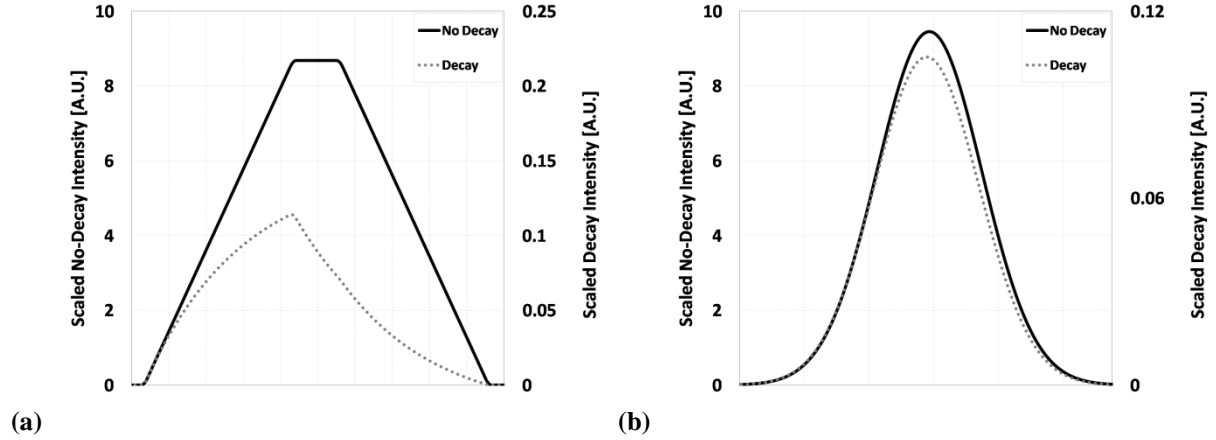 Scaled No-Decay Intensity [A.U.]
10
8
6
4
2
0
No Decay
Decay
0.25
0.2
0.15
0.1
0.05
0
Scaled Decay Intensity [A.U.]
(a)
Scaled No-Decay Intensity [A.U.]
10
8
6
4
2
0
No Decay
Decay
0.12
0.06
0
Scaled Decay Intensity [A.U.]
(b)